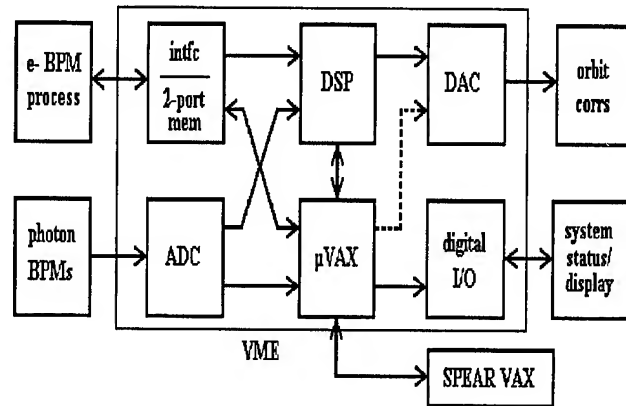 e- BPM
process
intfc
2-port
mem
DSP
DAC
orbit
corrs
photon
BPMs
ADC
μVAX
digital
I/O
system
status/
display
VME
SPEAR VAX